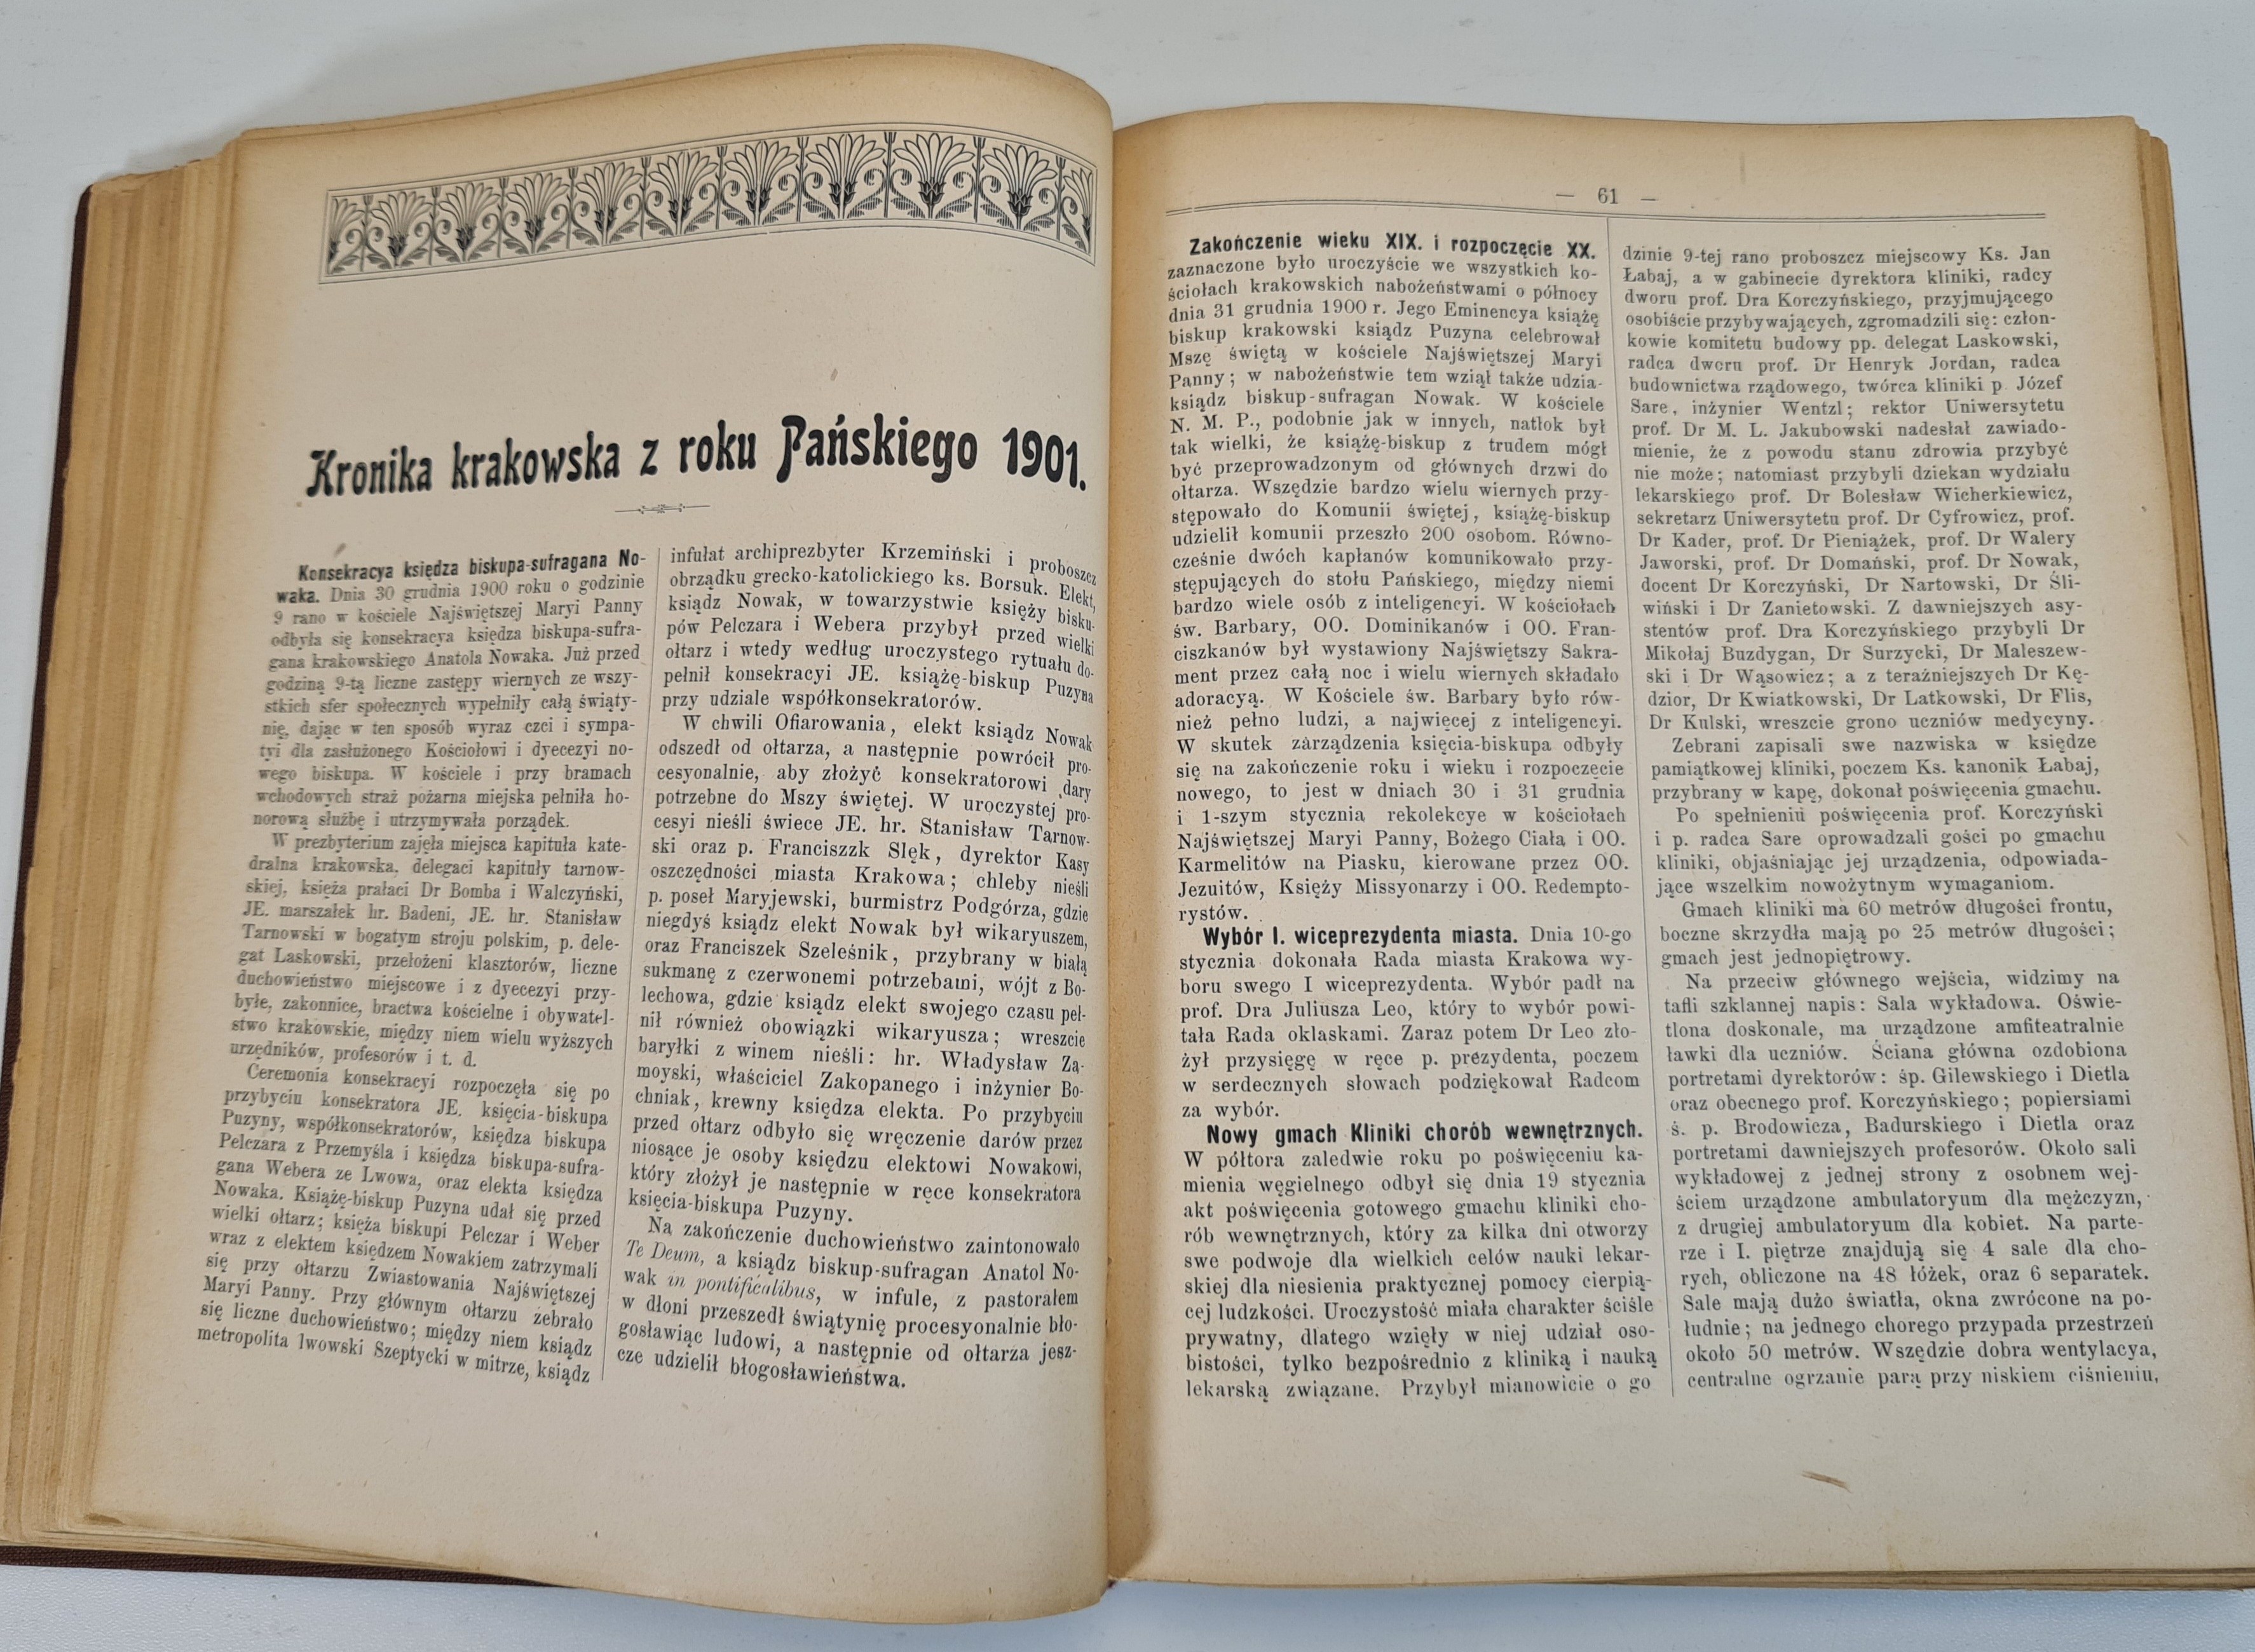 Kronika krakowska z roku Pańskiego 1901.
Konsekracya księdza biskupa-sufragana No-
waka. Dnia 30 grudnia 1900 roku o godzinie
9 rano w kościele Najświętszej Maryi Panny
odbyła się konsekracya księdza biskupa-sufra-
gana krakowskiego Anatola Nowaka. Już przed
godziną 9-tą liczne zastępy wiernych ze wszy-
stkich sfer społecznych wypełniły całą świąty-
nię, dając w ten sposób wyraz czci i sympa-
tyi dla zasłużonego Kościołowi i dyecezyi no-
wego biskupa. W kościele i przy bramach
wchodowych straż pożarna miejska pełniła ho-
norową służbę i utrzymywała porządek.
W prezbyterium zajęła miejsca kapituła kate-
dralna krakowska, delegaci kapituły tarnow-
skiej, księża prałaci Dr Bomba i Walczyński,
JE. marszałek hr. Badeni, JE. hr. Stanisław
Tarnowski w bogatym stroju polskim, p. dele-
gat Laskowski, przełożeni klasztorów, liczne
duchowieństwo miejscowe i z dyecezyi przy-
byłe, zakonnice, bractwa kościelne i obywatel-
stwo krakowskie, między niem wielu wyższych
urzędników, profesorów i t. d.
Ceremonia konsekracyi rozpoczęła się po
przybyciu konsekratora JE. księcia-biskupa
Puzyny, współkonsekratorów, księdza biskupa
Pelczara z Przemyśla i księdza biskupa-sufra-
gana Webera ze Lwowa, oraz elekta księdza
Nowaka. Książę-biskup Puzyna udał się przed
wielki ołtarz; księża biskupi Pelczar i Weber
wraz z elektem księdzem Nowakiem zatrzymali
się przy ołtarzu Zwiastowania Najświętszej
Maryi Panny. Przy głównym ołtarzu zebrało
się liczne duchowieństwo; między niem ksiądz
metropolita lwowski Szeptycki w mitrze, ksiądz
infułat archiprezbyter Krzemiński i proboszcz
obrządku grecko-katolickiego ks. Borsuk. Elekt,
ksiądz Nowak, w towarzystwie księży bisku-
pów Pelczara i Webera przybył przed wielki
ołtarz i wtedy według uroczystego rytuału do-
pełnił konsekracyi JE. książę-biskup Puzyna
przy udziale współkonsekratorów.
W chwili Ofiarowania, elekt ksiądz Nowak
odszedł od ołtarza, a następnie powrócił pro-
cesyonalnie, aby złożyć konsekratorowi dary
potrzebne do Mszy świętej. W uroczystej pro-
cesyi nieśli świece JE. hr. Stanisław Tarnow-
ski oraz p. Franciszzk Slęk, dyrektor Kasy
oszczędności miasta Krakowa; chleby nieśli
p. poseł Maryjewski, burmistrz Podgórza, gdzie
niegdyś ksiądz elekt Nowak był wikaryuszem,
oraz Franciszek Szeleśnik, przybrany w białą
sukmanę z czerwonemi potrzebami, wójt z Bo-
lechowa, gdzie ksiądz elekt swojego czasu peł-
nił również obowiązki wikaryusza; wreszcie
baryłki z winem nieśli: hr. Władysław Za-
moyski, właściciel Zakopanego i inżynier Bo-
chniak, krewny księdza elekta. Po przybyciu
przed ołtarz odbyło się wręczenie darów przez
niosące je osoby księdzu elektowi Nowakowi,
który złożył je następnie w ręce konsekratora
księcia-biskupa Puzyny.
Na zakończenie duchowieństwo zaintonowało
Te Deum, a ksiądz biskup-sufragan Anatol No-
wak in pontificalibus, w infule, z pastorałem
w dłoni przeszedł świątynię procesyonalnie bło-
gosławiąc ludowi, a następnie od ołtarza jesz-
cze udzielił błogosławieństwa.
— 61 —
Zakończenie wieku XIX. i rozpoczęcie XX.
zaznaczone było uroczyście we wszystkich ko-
ściołach krakowskich nabożeństwami o północy
dnia 31 grudnia 1900 r. Jego Eminencya książę
biskup krakowski ksiądz Puzyna celebrował
Mszę świętą w kościele Najświętszej Maryi
Panny; w nabożeństwie tem wziął także udzia-
ksiądz biskup-sufragan Nowak. W kościele
N. M. P., podobnie jak w innych, natłok był
tak wielki, że książę-biskup z trudem mógł
być przeprowadzonym od głównych drzwi do
ołtarza. Wszędzie bardzo wielu wiernych przy-
stępowało do Komunii świętej, książę-biskup
udzielił komunii przeszło 200 osobom. Równo-
cześnie dwóch kapłanów komunikowało przy-
stępujących do stołu Pańskiego, między niemi
bardzo wiele osób z inteligencyi. W kościołach
św. Barbary, OO. Dominikanów i OO. Fran-
ciszkanów był wystawiony Najświętszy Sakra-
ment przez całą noc i wielu wiernych składało
adoracyą. W Kościele św. Barbary było rów-
nież pełno ludzi, a najwięcej z inteligencyi.
W skutek zarządzenia księcia-biskupa odbyły
się na zakończenie roku i wieku i rozpoczęcie
nowego, to jest w dniach 30 i 31 grudnia
i 1-szym stycznia rekolekcye w kościołach
Najświętszej Maryi Panny, Bożego Ciała i OO.
Karmelitów na Piasku, kierowane przez OO.
Jezuitów, Księży Missyonarzy i OO. Redempto-
rystów.
Wybór I. wiceprezydenta miasta. Dnia 10-go
stycznia dokonała Rada miasta Krakowa wy-
boru swego I wiceprezydenta. Wybór padł na
prof. Dra Juliusza Leo, który to wybór powi-
tała Rada oklaskami. Zaraz potem Dr Leo zło-
żył przysięgę w ręce p. prezydenta, poczem
w serdecznych słowach podziękował Radcom
za wybór.
Nowy gmach Kliniki chorób wewnętrznych.
W półtora zaledwie roku po poświęceniu ka-
mienia węgielnego odbył się dnia 19 stycznia
akt poświęcenia gotowego gmachu kliniki cho-
rób wewnętrznych, który za kilka dni otworzy
swe podwoje dla wielkich celów nauki lekar-
skiej dla niesienia praktycznej pomocy cierpią-
cej ludzkości. Uroczystość miała charakter ściśle
prywatny, dlatego wzięły w niej udział oso-
bistości, tylko bezpośrednio z kliniką i nauką
lekarską związane. Przybył mianowicie o go
dzinie 9-tej rano proboszcz miejscowy Ks. Jan
Łabaj, a w gabinecie dyrektora kliniki, radcy
dworu prof. Dra Korczyńskiego, przyjmującego
osobiście przybywających, zgromadzili się: człon-
kowie komitetu budowy pp. delegat Laskowski,
radca dworu prof. Dr Henryk Jordan, radca
budownictwa rządowego, twórca kliniki p. Józef
Sare, inżynier Wentzl; rektor Uniwersytetu
prof. Dr M. L. Jakubowski nadesłał zawiado-
mienie, że z powodu stanu zdrowia przybyć
nie może; natomiast przybyli dziekan wydziału
lekarskiego prof. Dr Bolesław Wicherkiewicz,
sekretarz Uniwersytetu prof. Dr Cyfrowicz, prof.
Dr Kader, prof. Dr Pieniążek, prof. Dr Walery
Jaworski, prof. Dr Domański, prof. Dr Nowak,
docent Dr Korczyński, Dr Nartowski, Dr Śli-
wiński i Dr Zanietowski. Z dawniejszych asy-
stentów prof. Dra Korczyńskiego przybyli Dr
Mikołaj Buzdygan, Dr Surzycki, Dr Maleszew-
ski i Dr Wąsowicz; a z teraźniejszych Dr Kę-
dzior, Dr Kwiatkowski, Dr Latkowski, Dr Flis,
Dr Kulski, wreszcie grono uczniów medycyny.
Zebrani zapisali swe nazwiska w księdze
pamiątkowej kliniki, poczem Ks. kanonik Łabaj,
przybrany w kapę, dokonał poświęcenia gmachu.
Po spełnieniu poświęcenia prof. Korczyński
i p. radca Sare oprowadzali gości po gmachu
kliniki, objaśniając jej urządzenia, odpowiada-
jące wszelkim nowożytnym wymaganiom.
Gmach kliniki ma 60 metrów długości frontu,
boczne skrzydła mają po 25 metrów długości;
gmach jest jednopiętrowy.
Na przeciw głównego wejścia, widzimy na
tafli szklannej napis: Sala wykładowa. Oświe-
tlona doskonale, ma urządzone amfiteatralnie
ławki dla uczniów. Ściana główna ozdobiona
portretami dyrektorów: śp. Gilewskiego i Dietla
oraz obecnego prof. Korczyńskiego; popiersiami
ś. p. Brodowicza, Badurskiego i Dietla oraz
portretami dawniejszych profesorów. Około sali
wykładowej z jednej strony z osobnem wej-
ściem urządzone ambulatoryum dla mężczyzn,
z drugiej ambulatoryum dla kobiet. Na parte-
rze i I. piętrze znajdują się 4 sale dla cho-
rych, obliczone na 48 łóżek, oraz 6 separatek.
Sale mają dużo światła, okna zwrócone na po-
łudnie; na jednego chorego przypada przestrzeń
około 50 metrów. Wszędzie dobra wentylacya,
centralne ogrzanie parą przy niskiem ciśnieniu,